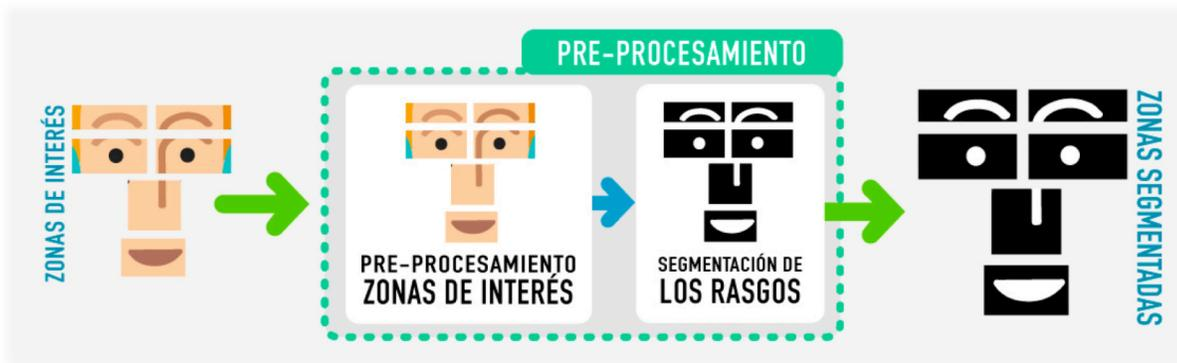 PRE-PROCESAMIENTO
ZONAS DE INTERÉS
PRE-PROCESAMIENTO
ZONAS DE INTERÉS
SEGMENTACIÓN DE
LOS RASGOS
ZONAS SEGMENTADAS